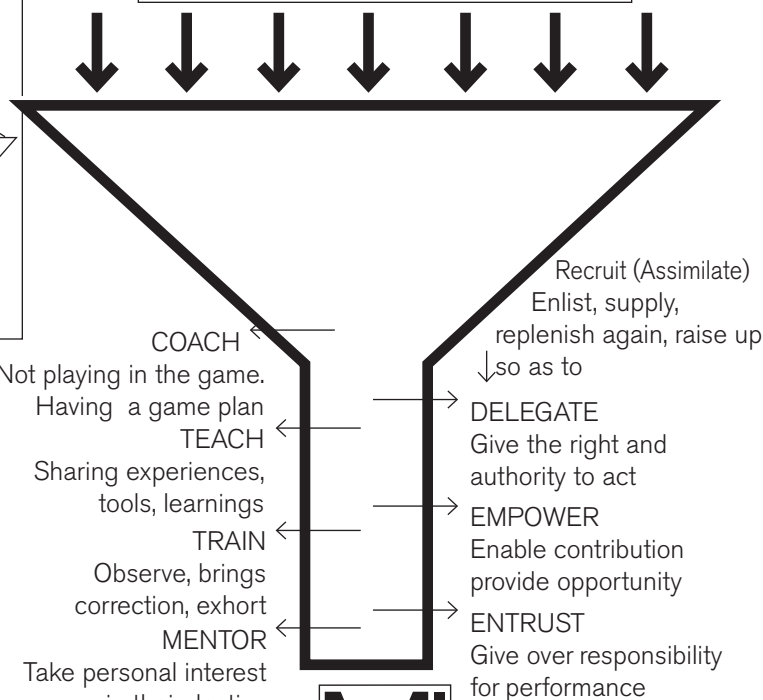 COACH
Not playing in the game.
Having a game plan
TEACH
Sharing experiences,
tools, learnings
TRAIN
Observe, brings
correction, exhort
MENTOR
Take personal interest
Recruit (Assimilate)
Enlist, supply,
replenish again, raise up
so as to
DELEGATE
Give the right and
authority to act
EMPOWER
Enable contribution
provide opportunity
ENTRUST
Give over responsibility
for performance